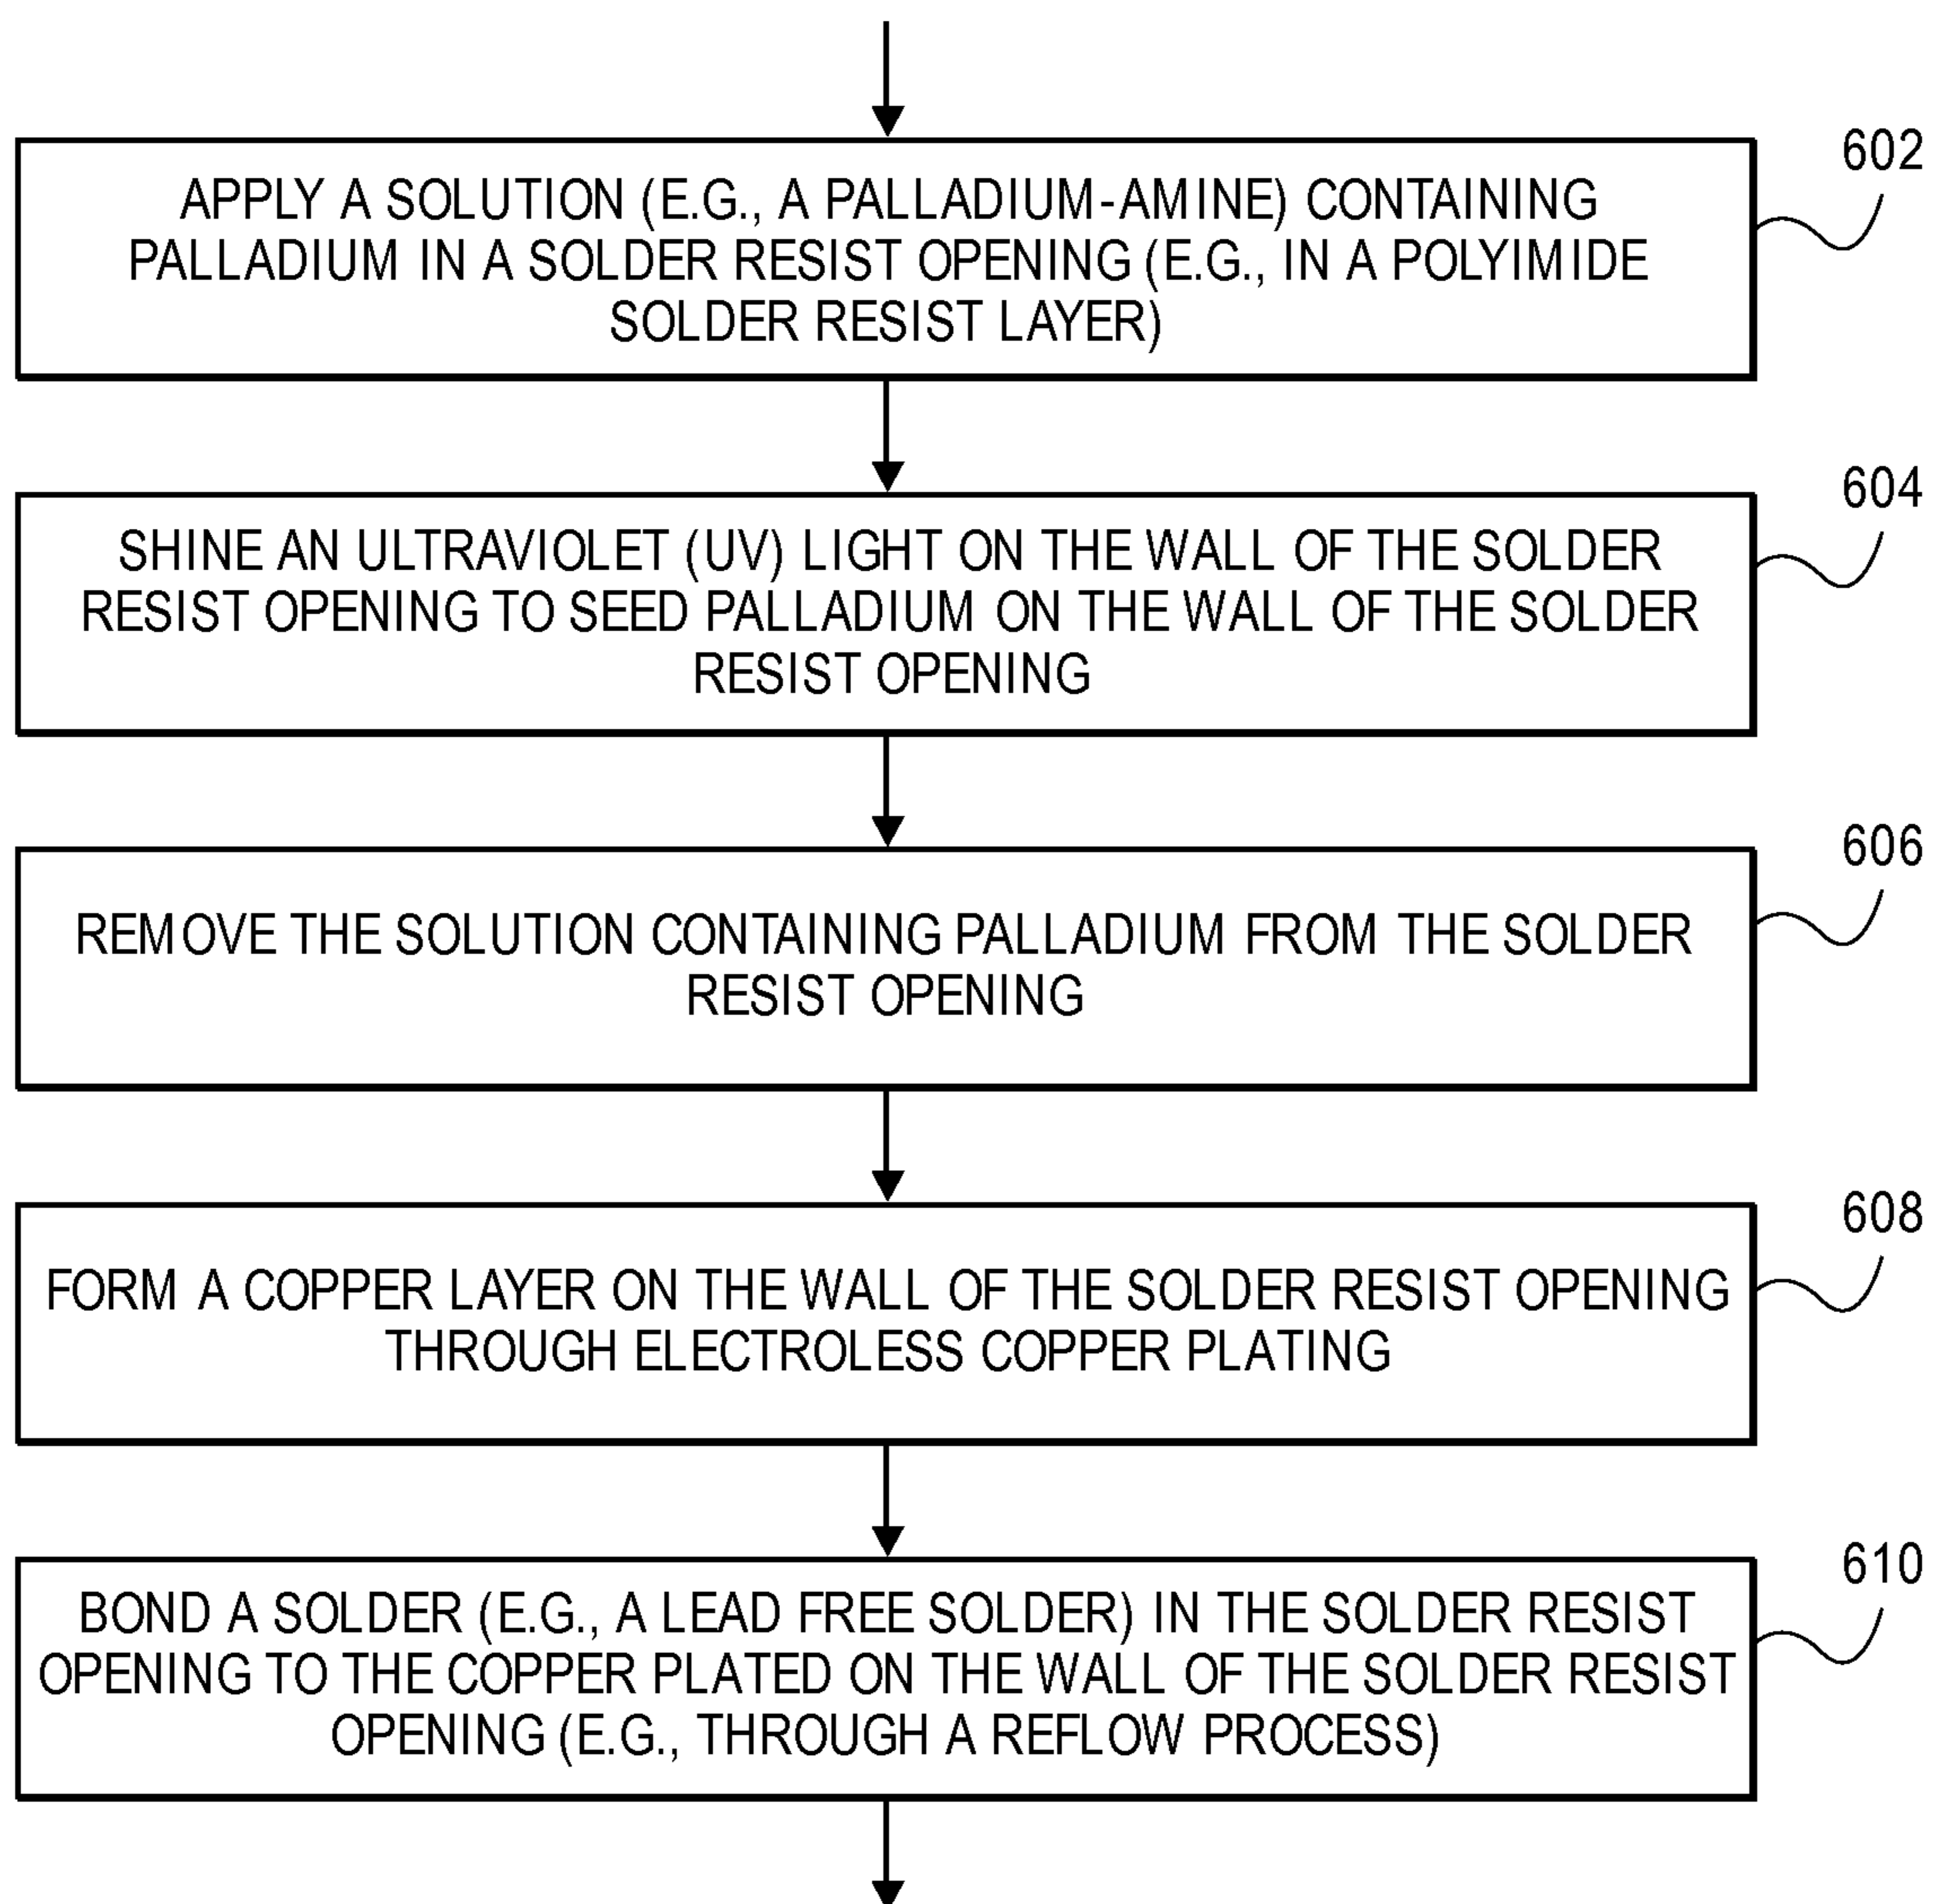 602
APPLY A SOLUTION (E.G., A PALLADIUM-AMINE) CONTAINING
PALLADIUM IN A SOLDER RESIST OPENING (E.G., IN A POLYIMIDE
SOLDER RESIST LAYER)
604
SHINE AN ULTRAVIOLET (UV) LIGHT ON THE WALL OF THE SOLDER
RESIST OPENING TO SEED PALLADIUM ON THE WALL OF THE SOLDER
RESIST OPENING
606
REMOVE THE SOLUTION CONTAINING PALLADIUM FROM THE SOLDER
RESIST OPENING
608
FORM A COPPER LAYER ON THE WALL OF THE SOLDER RESIST OPENING
THROUGH ELECTROLESS COPPER PLATING
610
BOND A SOLDER (E.G., A LEAD FREE SOLDER) IN THE SOLDER RESIST
OPENING TO THE COPPER PLATED ON THE WALL OF THE SOLDER RESIST
OPENING (E.G., THROUGH A REFLOW PROCESS)